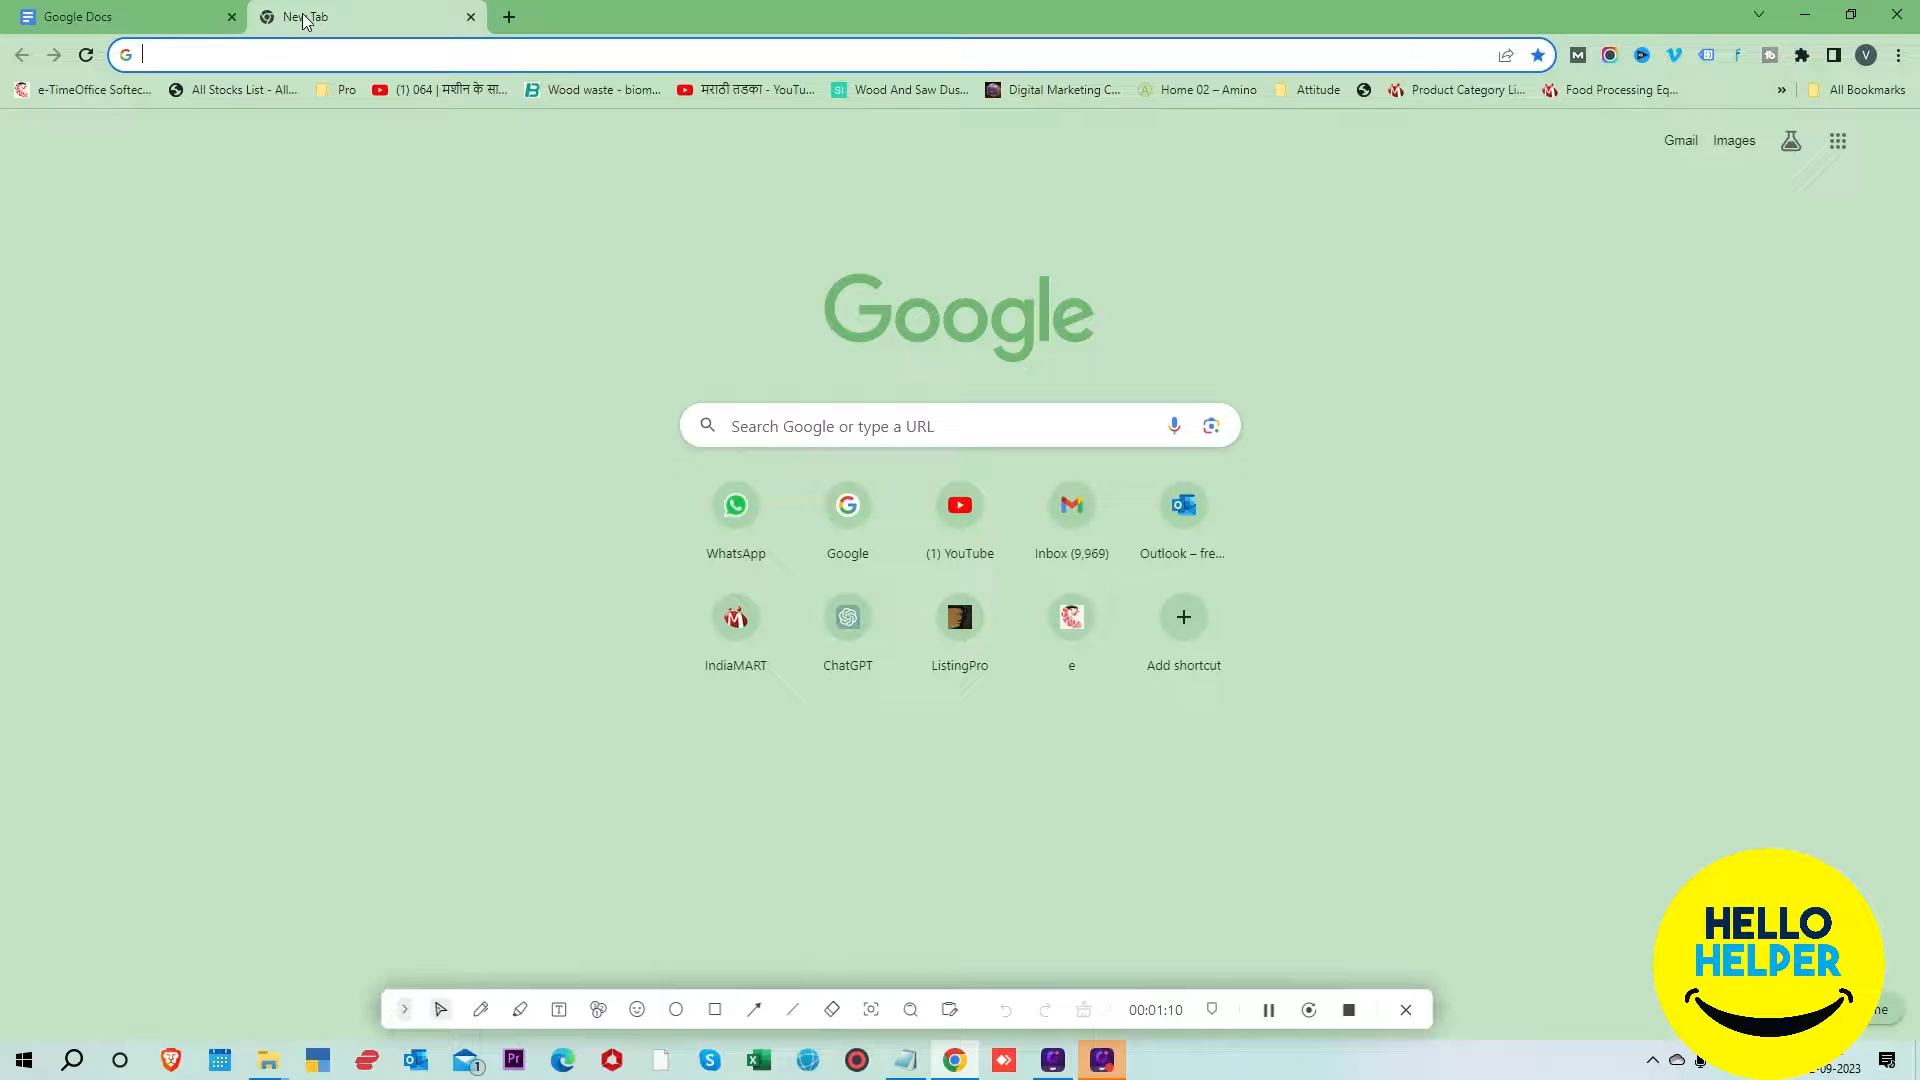 Google Docs
New Tab
e-TimeOffice Softec...
All Stocks List - All...
Pro
(1) 064 | मशीन के सा...
Wood waste - biom...
मराठी तडका - YouTu...
Wood And Saw Dus...
Digital Marketing C...
Home 02 – Amino
Attitude
Product Category Li...
Food Processing Eq...
All Bookmarks
Gmail
Images
Google
Search Google or type a URL
WhatsApp
Google
(1) YouTube
Inbox (9,969)
Outlook – fre...
IndiaMART
ChatGPT
ListingPro
e
Add shortcut
HELLO
HELPER
00:01:10